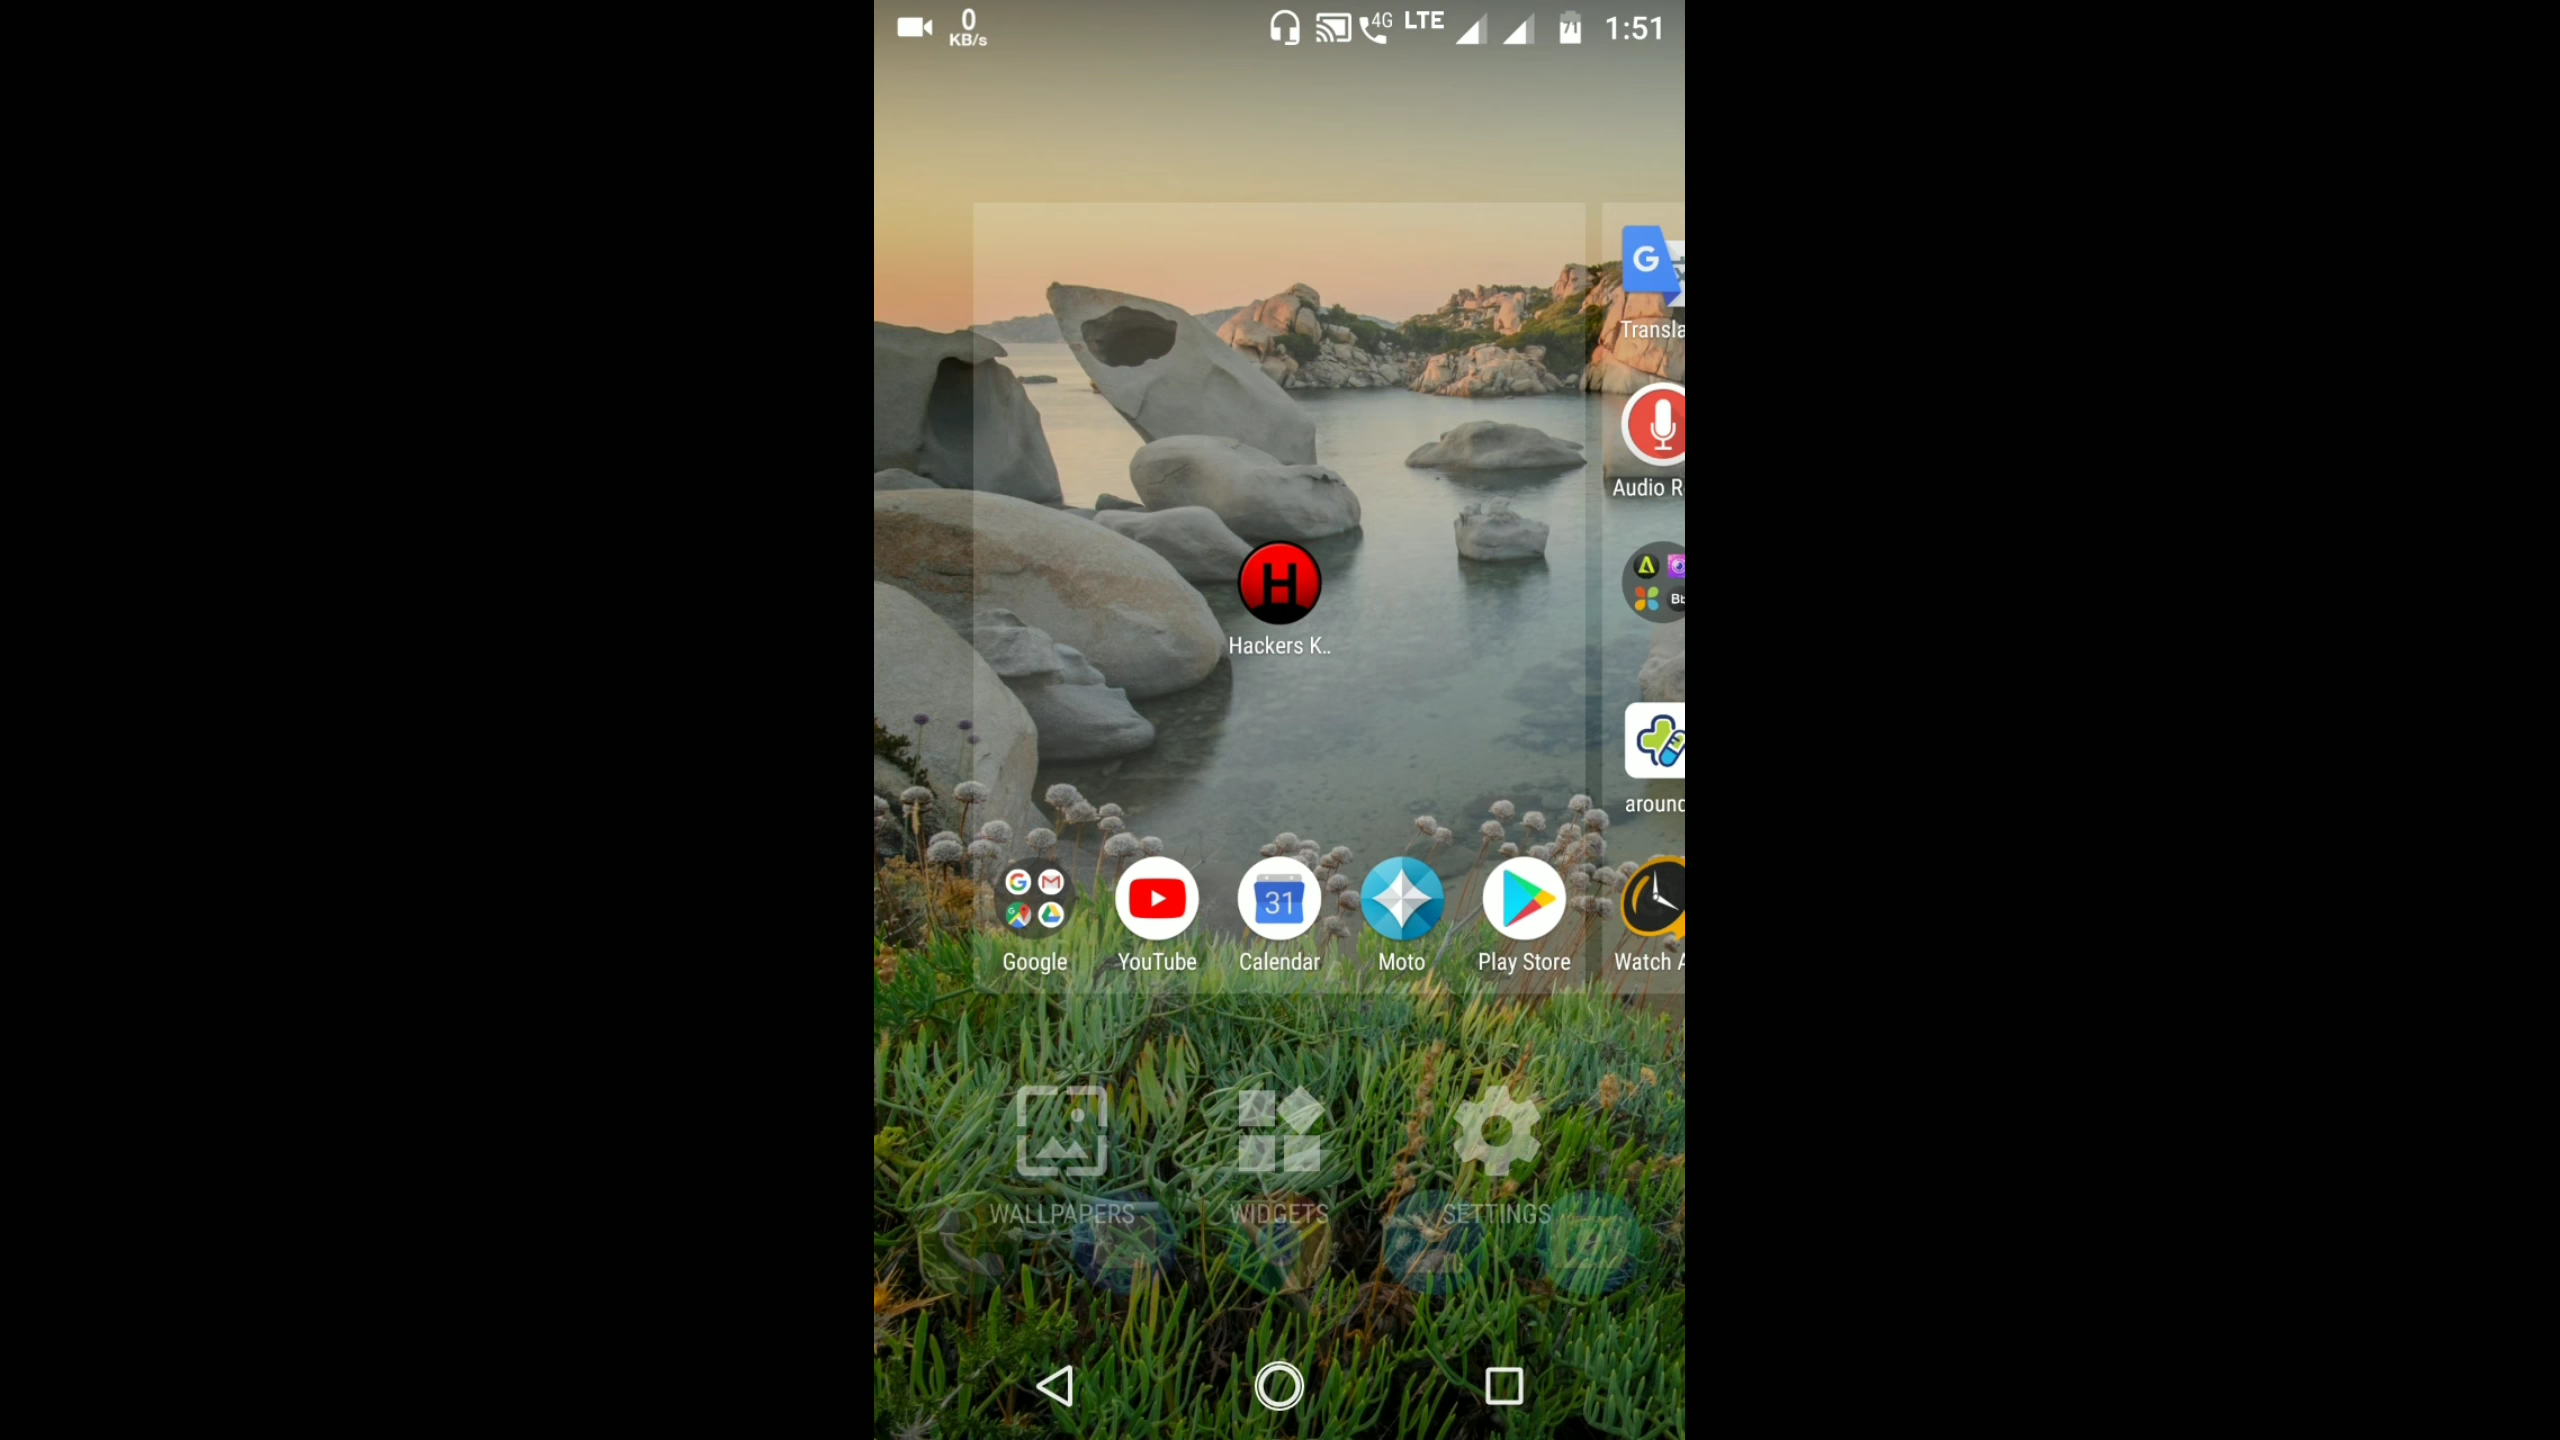 0
KB/s
4G
LTE
71
1:51
G
Transla
Audio R
H
Hackers K..
around
31
Google
YouTube
Calendar
Moto
Play Store
Watch A
WALLPAPERS
WIDGETS
SETTINGS